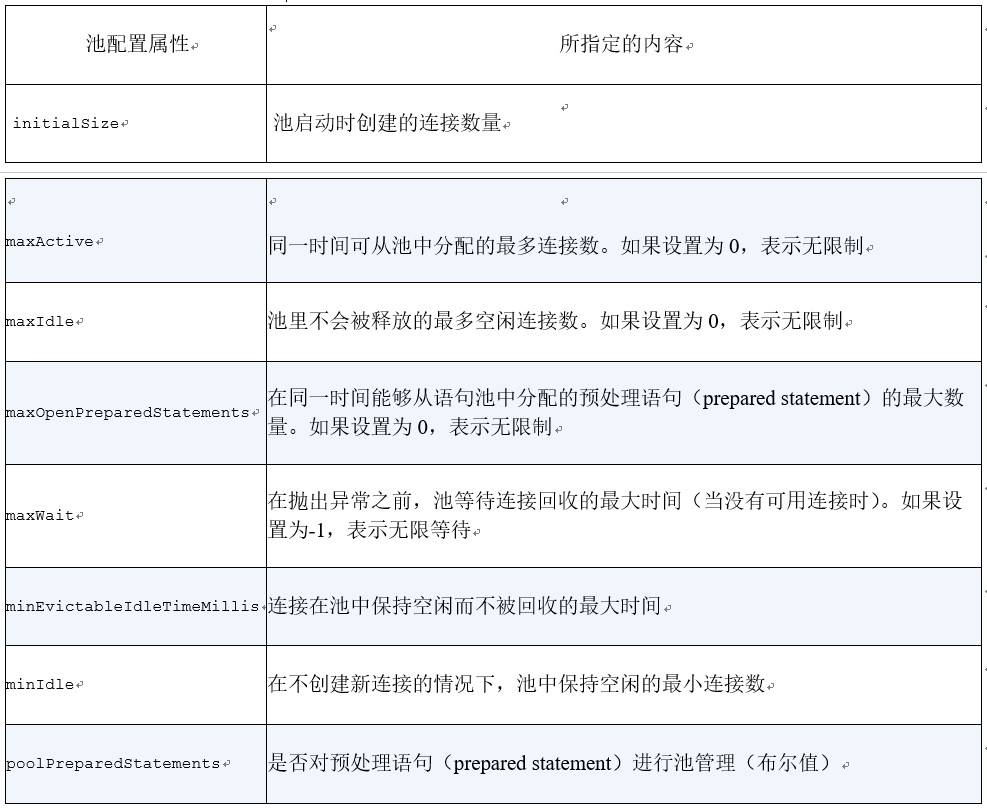 池配置属性
所指定的内容
initialSize
池启动时创建的连接数量
maxActive
同一时间可从池中分配的最多连接数。如果设置为 0，表示无限制
maxIdle
池里不会被释放的最多空闲连接数。如果设置为 0，表示无限制
maxOpenPreparedStatements
在同一时间能够从语句池中分配的预处理语句（prepared statement）的最大数
量。如果设置为 0，表示无限制
maxWait
在抛出异常之前，池等待连接回收的最大时间（当没有可用连接时）。如果设
置为-1，表示无限等待
minEvictableIdleTimeMillis
连接在池中保持空闲而不被回收的最大时间
minIdle
在不创建新连接的情况下，池中保持空闲的最小连接数
poolPreparedStatements
是否对预处理语句（prepared statement）进行池管理（布尔值）